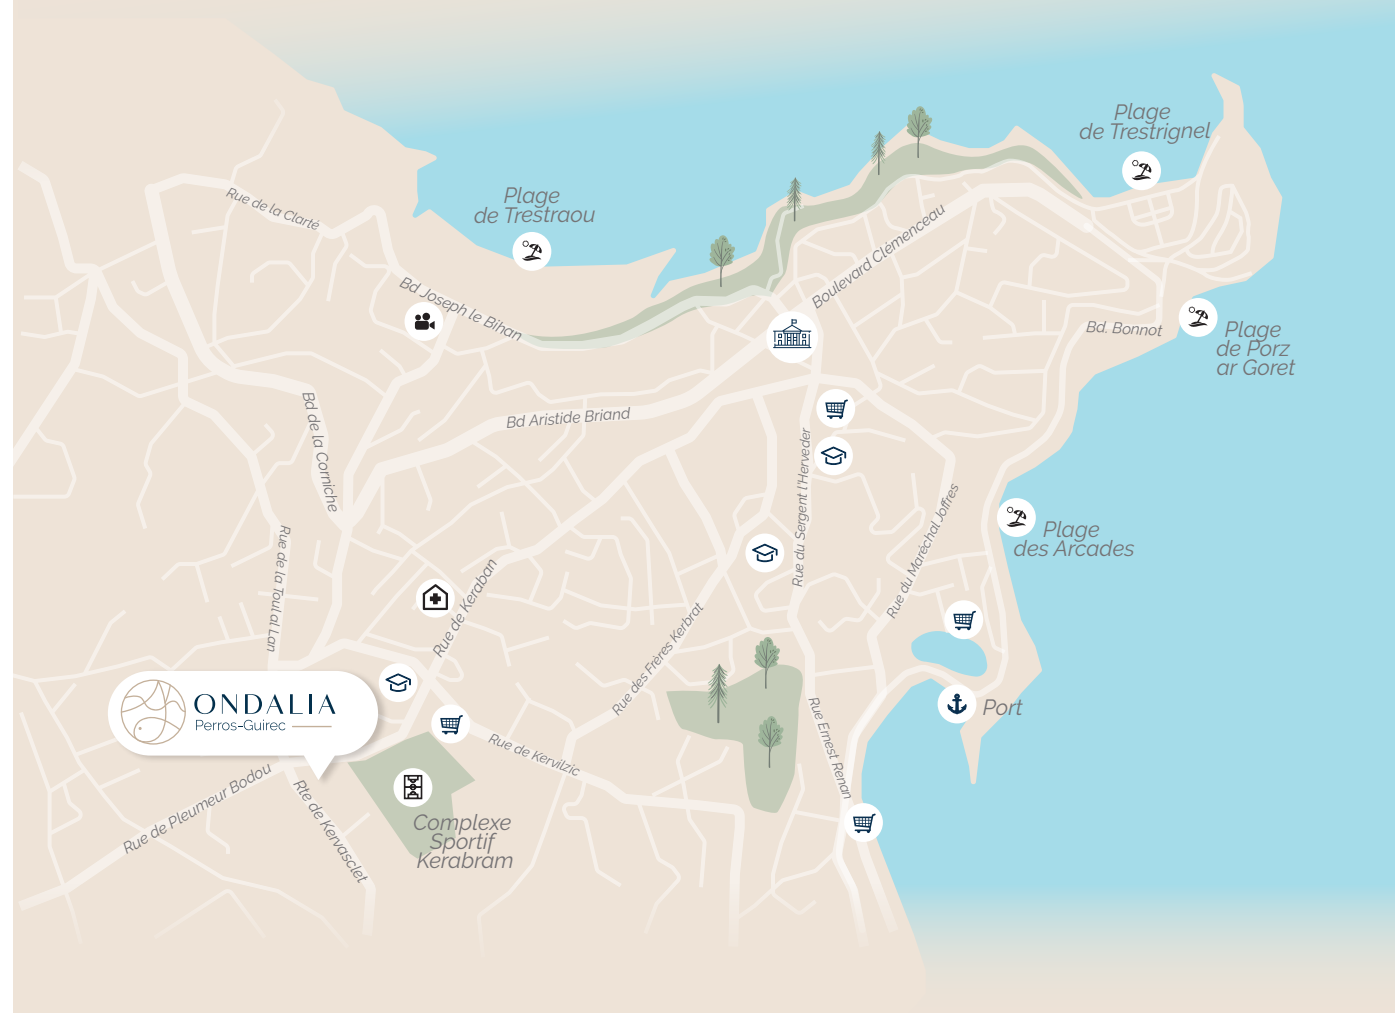 Plage
de Trestrignel
Plage
de Trestraou
Rue de la Clarté
Boulevard Clémenceau
Bd Joseph le Bihan
Bd. Bonnot
Plage
de Porz
ar Goret
Bd de la Corniche
Bd Aristide Briand
Rue du Sergent l'Herveder
Rue du Maréchal Joffres
Plage
des Arcades
Rue de la Toul al Lan
Rue de Keraban
Rue des Frères Kerbrat
ONDALIA
Perros-Guirec
Port
Rue Ernest Renan
Rue de Kervilzic
Rue de Pleumeur Bodou
Rte de Kervasclet
Complexe
Sportif
Kerabram